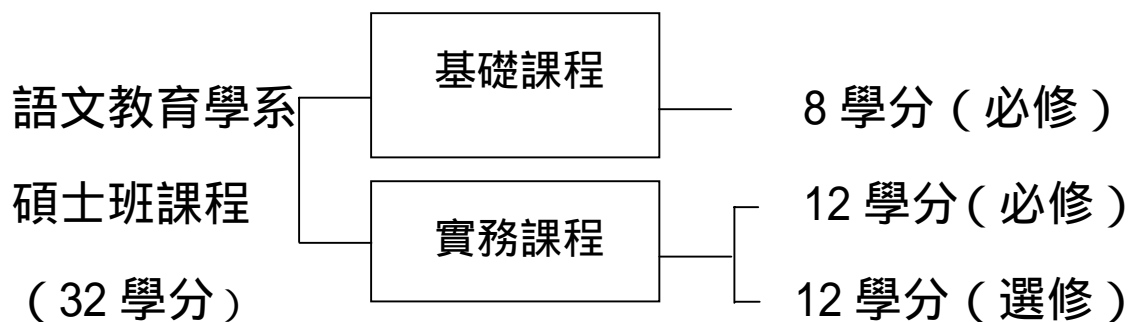 語文教育學系
碩士班課程
（32 學分）
基礎課程
8 學分（必修）
實務課程
12 學分（必修）
12 學分（選修）